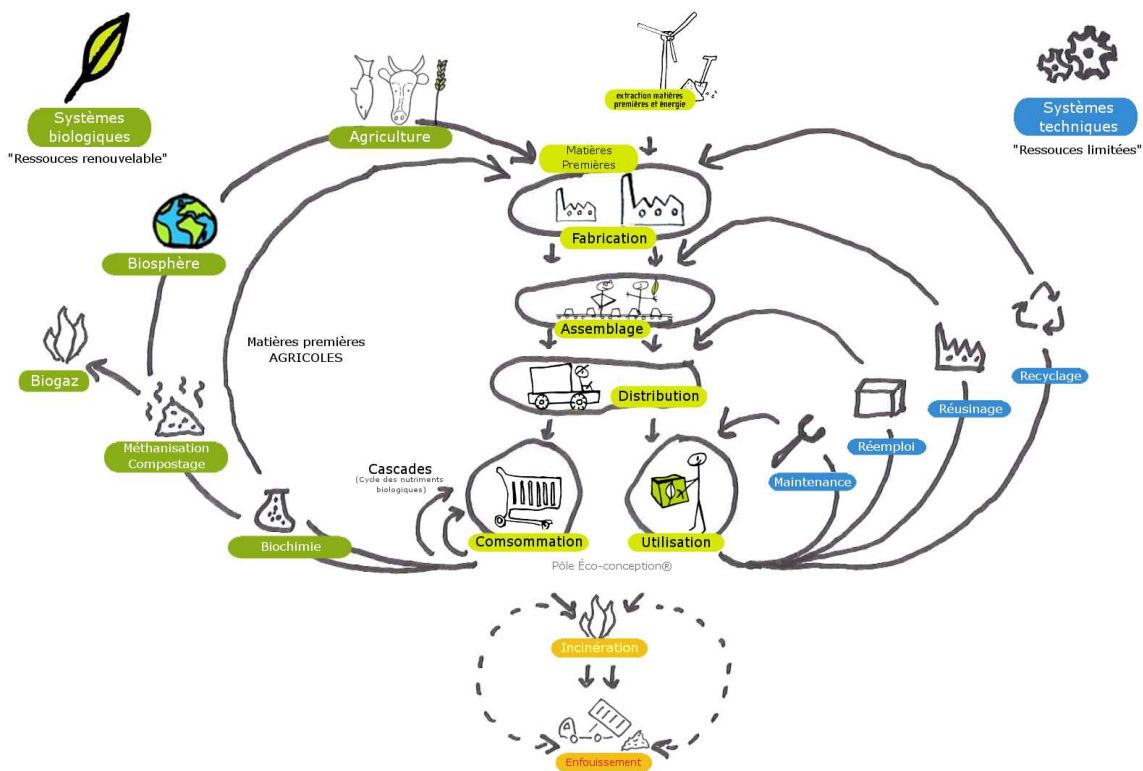 Systèmes
biologiques
"Ressouces renouvelable"
Agriculture
extraction matières
premières et énergie
Systèmes
techniques
"Ressouces limitées"
Matières
Premières
Fabrication
Biosphère
Assemblage
Matières premières
AGRICOLES
Biogaz
Distribution
Recyclage
Réusinage
Réemploi
Maintenance
Méthanisation
Compostage
Cascades
(Cycle des nutriments
biologiques)
Biochimie
Comsommation
Utilisation
Pôle Éco-conception®
Incinération
Enfouissement